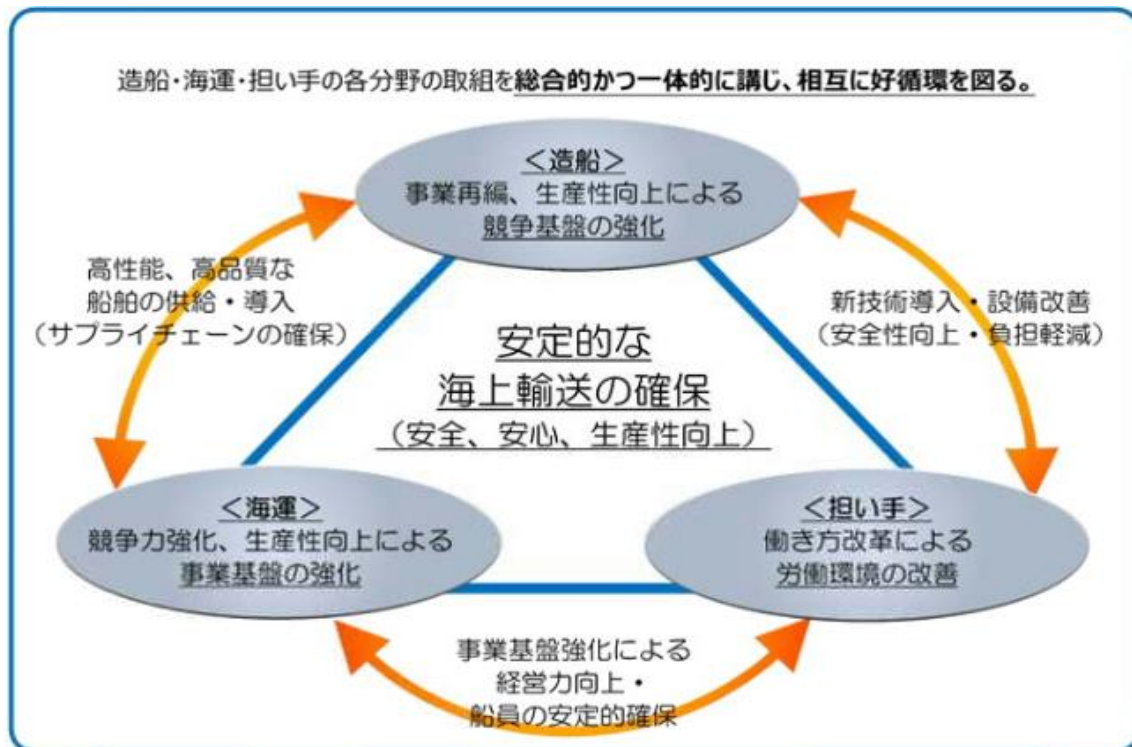 造船・海運・担い手の各分野の取組を総合的かつ一体的に講じ、相互に好循環を図る。
＜造船＞
事業再編、生産性向上による
競争基盤の強化
高性能、高品質な
船舶の供給・導入
（サプライチェーンの確保）
新技術導入・設備改善
（安全性向上・負担軽減）
安定的な
海上輸送の確保
（安全、安心、生産性向上）
＜海運＞
競争力強化、生産性向上による
事業基盤の強化
＜担い手＞
働き方改革による
労働環境の改善
事業基盤強化による
経営力向上・
船員の安定的確保